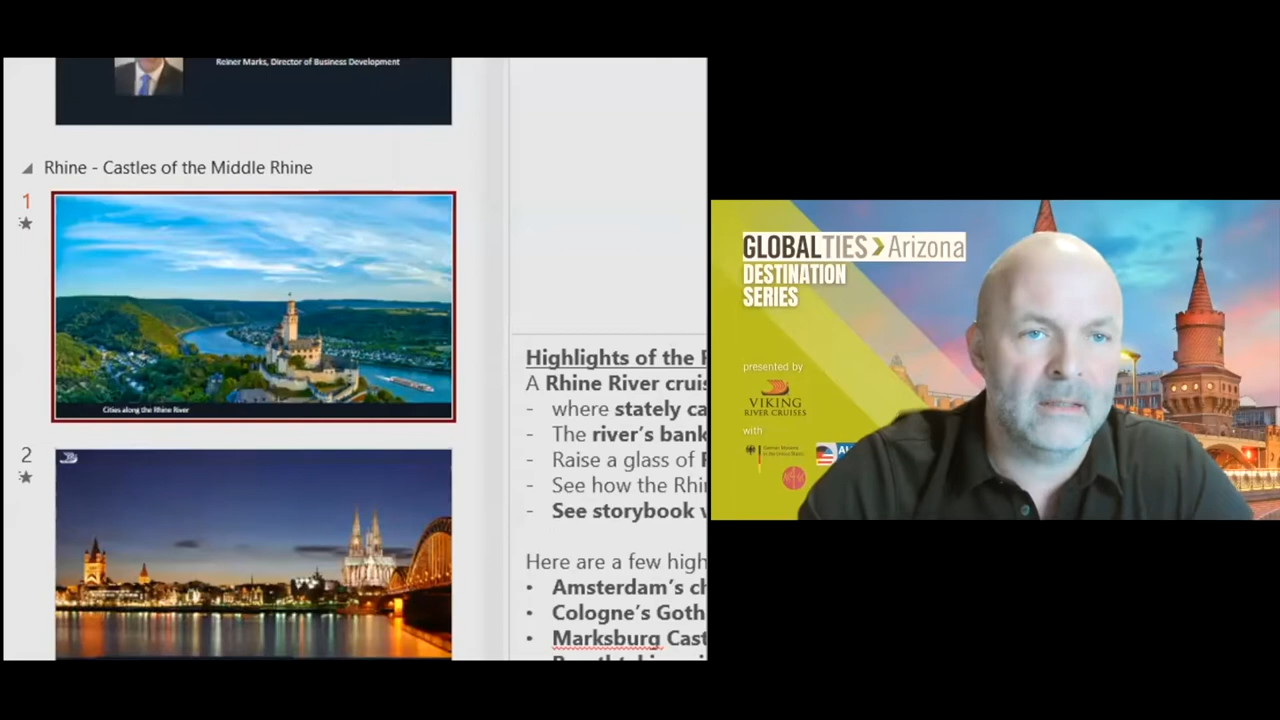 Reiner Marks, Director of Business Development
Rhine - Castles of the Middle Rhine
1
Cities along the Rhine River
2
Highlights of the
A Rhine River cruis
- where stately ca
- The river's bank
- Raise a glass of
- See how the Rhi
- See storybook v
Here are a few high
• Amsterdam's ch
• Cologne's Goth
• Marksburg Cast
GLOBALTIES Arizona
DESTINATION
SERIES
presented by
VIKING
RIVER CRUISES
with